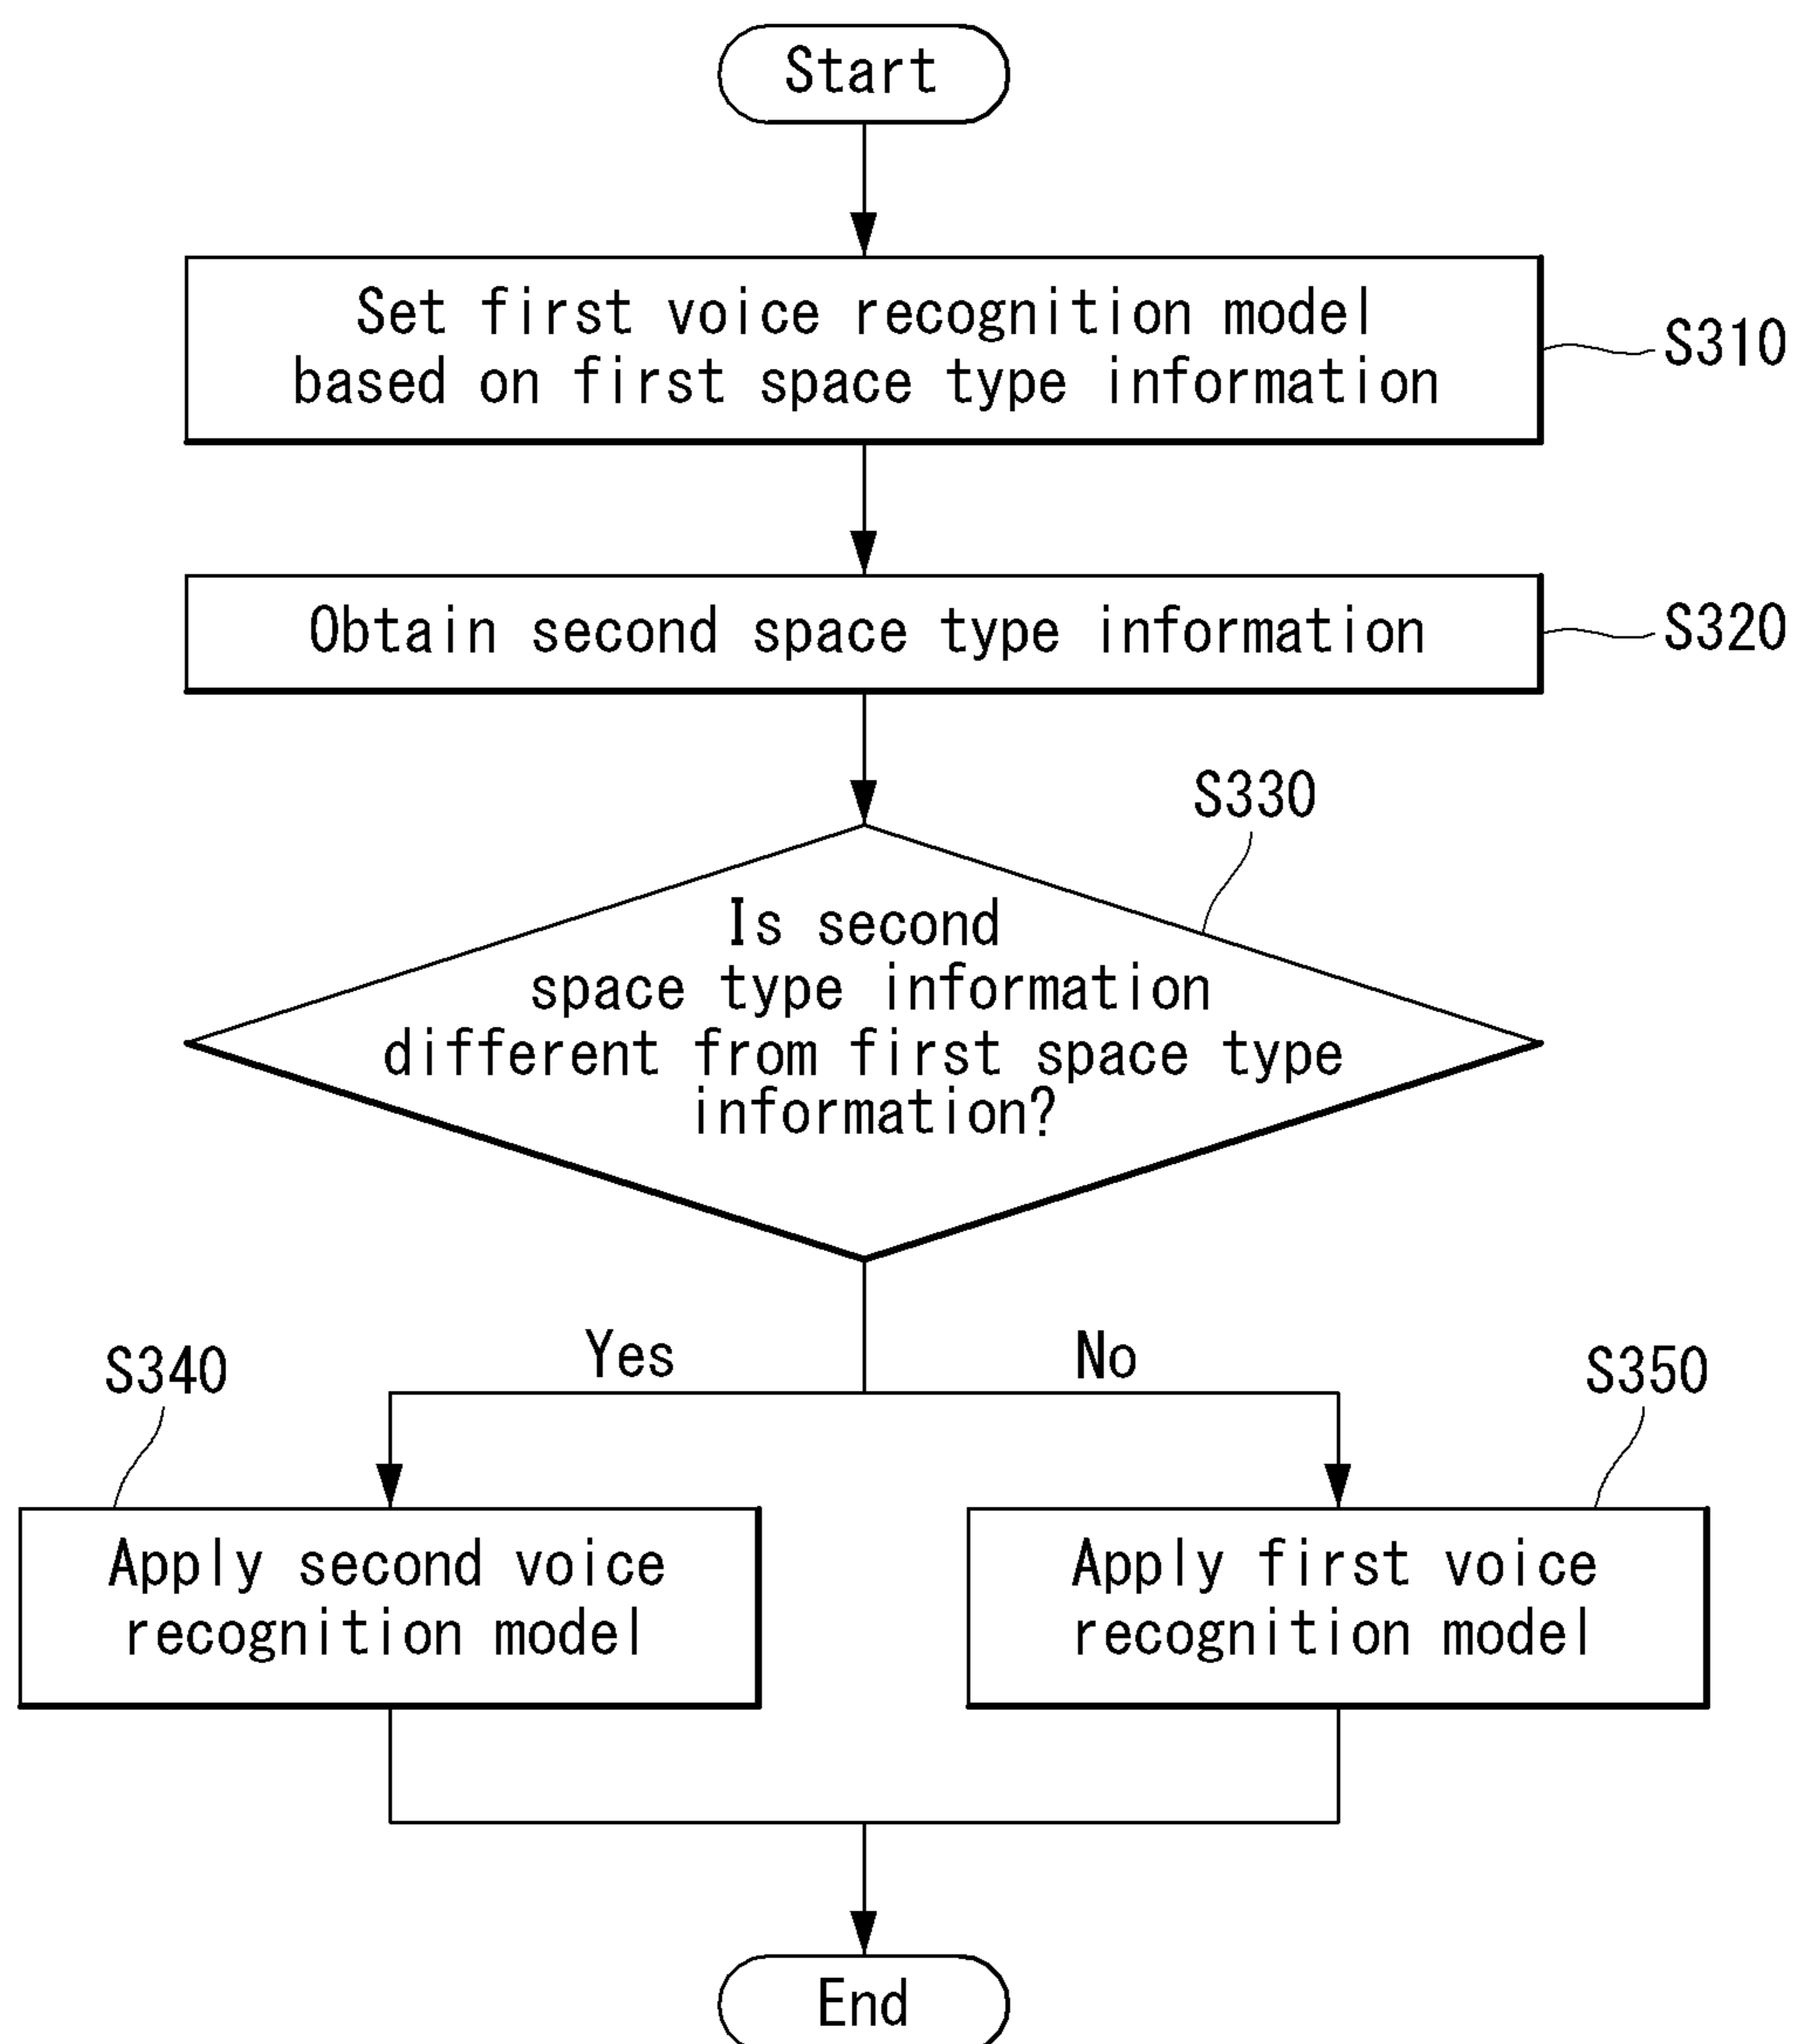 Start
Set first voice recognition model
based on first space type information
S310
Obtain second space type information
S320
S330
Is second
space type information
different from first space type
information?
Yes
No
S340
S350
Apply second voice
recognition model
Apply first voice
recognition model
End